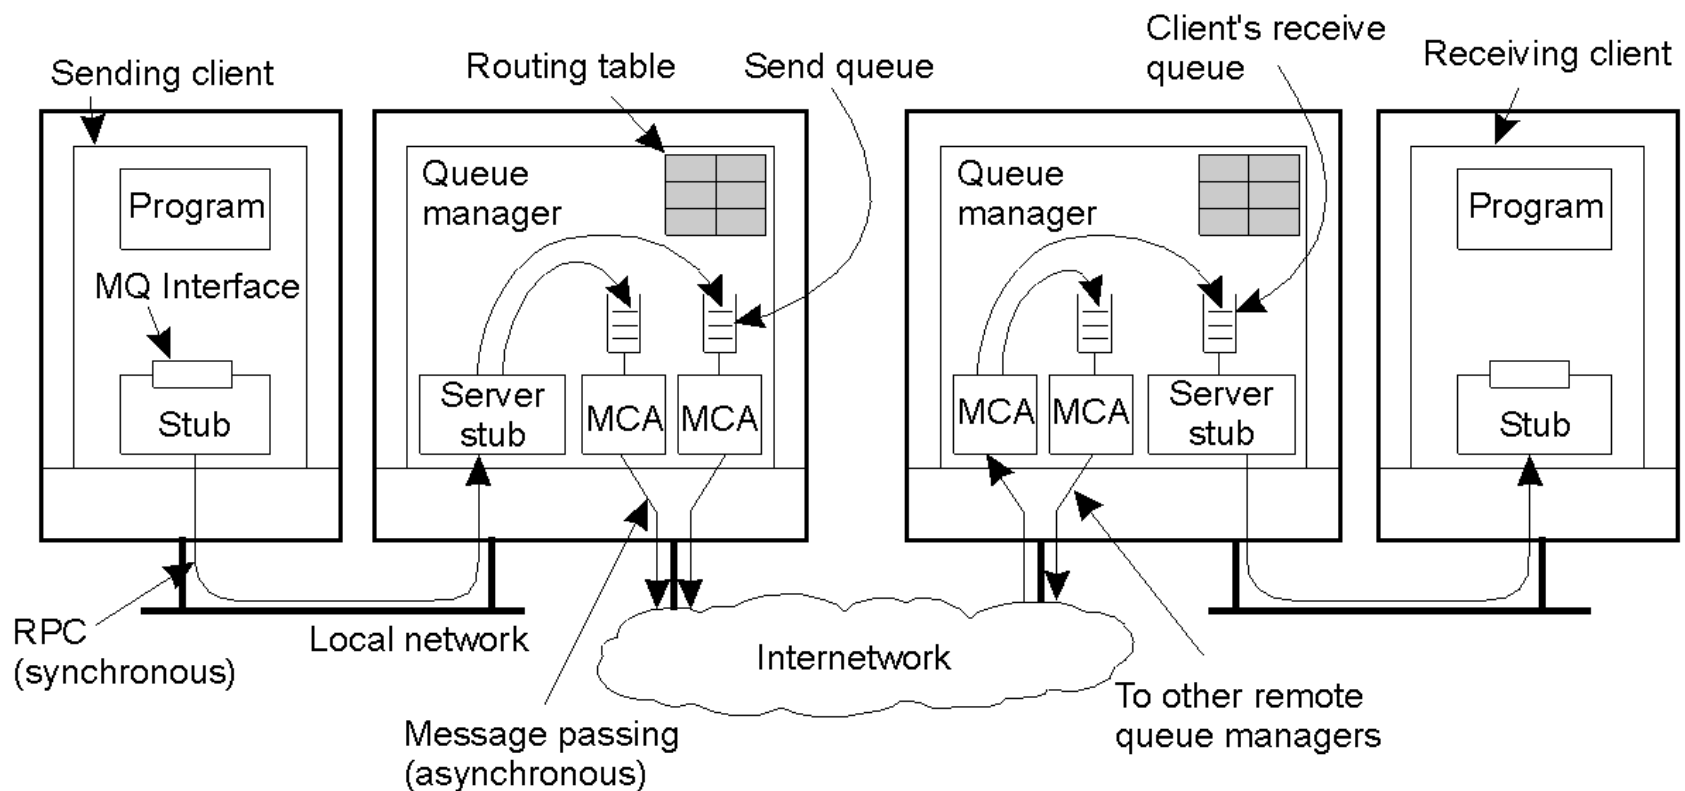 Sending client
Routing table
Send queue
Client's receive
queue
Receiving client
Program
MQ Interface
Stub
Queue
manager
Server
stub
MCA
MCA
Queue
manager
MCA
MCA
Server
stub
Program
Stub
RPC
(synchronous)
Local network
Message passing
(asynchronous)
Internetwork
To other remote
queue managers